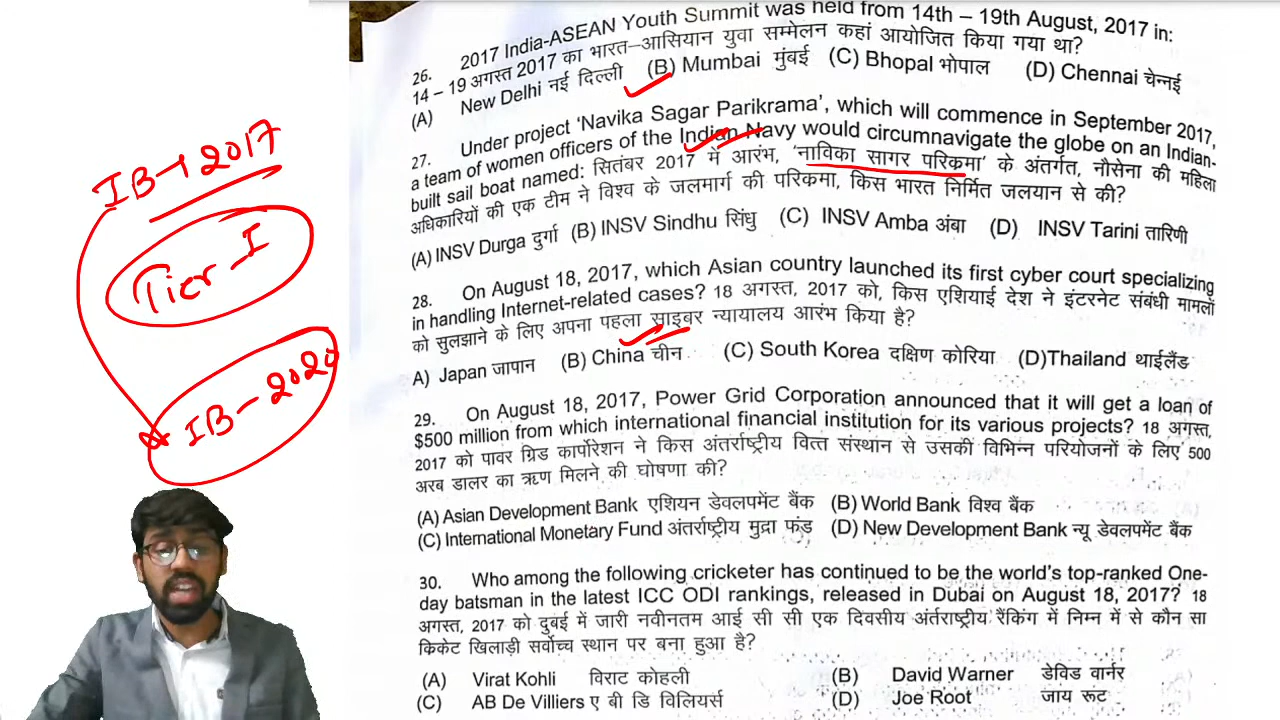 IB → 2017
Tier-I
IB-2020
26. 2017 India-ASEAN Youth Summit was held from 14th – 19th August, 2017 in:
14 – 19 अगस्त 2017 का भारत–आसियान युवा सम्मेलन कहां आयोजित किया गया था?
(A) New Delhi नई दिल्ली (B) Mumbai मुंबई (C) Bhopal भोपाल (D) Chennai चेन्नई
27. Under project ‘Navika Sagar Parikrama’, which will commence in September 2017,
a team of women officers of the Indian Navy would circumnavigate the globe on an Indian-
built sail boat named: सितंबर 2017 में आरंभ, ‘नाविका सागर परिकमा’ के अंतर्गत, नौसेना की महिला
अधिकारियों की एक टीम ने विश्व के जलमार्ग की परिकमा, किस भारत निर्मित जलयान से की?
(A) INSV Durga दुर्गा (B) INSV Sindhu सिंधु (C) INSV Amba अंबा (D) INSV Tarini तारिणी
28. On August 18, 2017, which Asian country launched its first cyber court specializing
in handling Internet-related cases? 18 अगस्त, 2017 को, किस एशियाई देश ने इंटरनेट संबंधी मामलों
को सुलझाने के लिए अपना पहला साइबर न्यायालय आरंभ किया है?
A) Japan जापान (B) China चीन (C) South Korea दक्षिण कोरिया (D)Thailand थाईलैंड
29. On August 18, 2017, Power Grid Corporation announced that it will get a loan of
$500 million from which international financial institution for its various projects? 18 अगस्त,
2017 को पावर ग्रिड कार्पोरेशन ने किस अंतर्राष्ट्रीय वित्त संस्थान से उसकी विभिन्न परियोजनों के लिए 500
अरब डालर का ऋण मिलने की घोषणा की?
(A) Asian Development Bank एशियन डेवलपमेंट बैंक (B) World Bank विश्व बैंक
(C) International Monetary Fund अंतर्राष्ट्रीय मुद्रा फंड (D) New Development Bank न्यू डेवलपमेंट बैंक
30. Who among the following cricketer has continued to be the world’s top-ranked One-
day batsman in the latest ICC ODI rankings, released in Dubai on August 18, 2017? 18
अगस्त, 2017 को दुबई में जारी नवीनतम आई सी सी एक दिवसीय अंर्तराष्ट्रीय रैंकिंग में निम्न में से कौन सा
किकेट खिलाड़ी सर्वोच्च स्थान पर बना हुआ है?
(A) Virat Kohli विराट कोहली (B) David Warner डेविड वार्नर
(C) AB De Villiers ए बी डि विलियर्स (D) Joe Root जाय रूंट